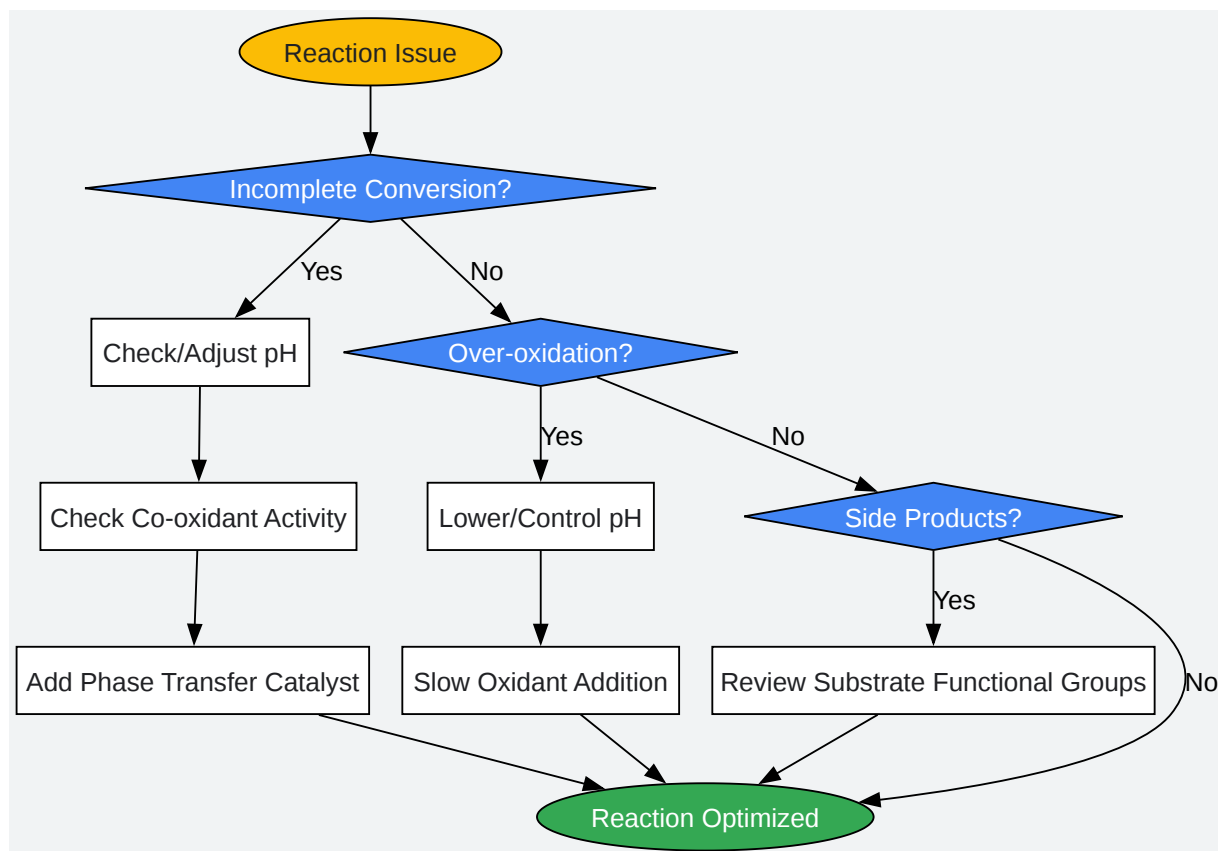 Reaction Issue
Incomplete Conversion?
Yes
No
Check/Adjust pH
Over-oxidation?
Yes
No
Check Co-oxidant Activity
Lower/Control pH
Side Products?
Yes
Add Phase Transfer Catalyst
Slow Oxidant Addition
Review Substrate Functional Groups
No
Reaction Optimized